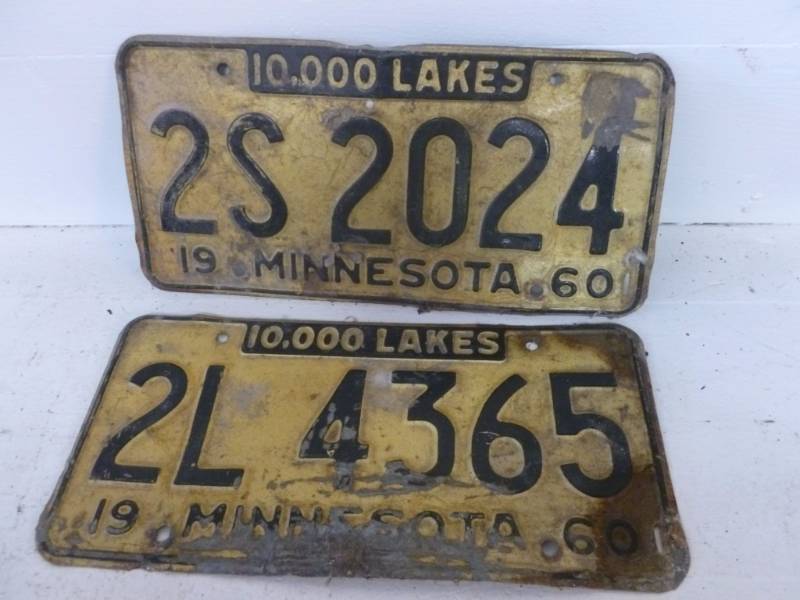 10,000 LAKES
2S 2024
19 MINNESOTA 60
10,000 LAKES
2L 4365
19 MINNESOTA 60